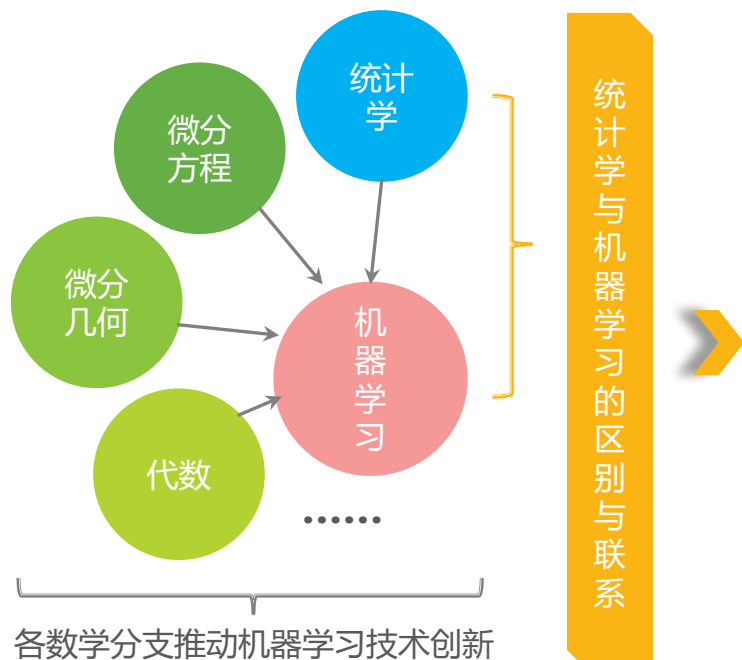 统计
学
微分
方程
微分
几何
代数
机
器
学
习
......
各数学分支推动机器学习技术创新
统
计
学
与
机
器
学
习
的
区
别
与
联
系